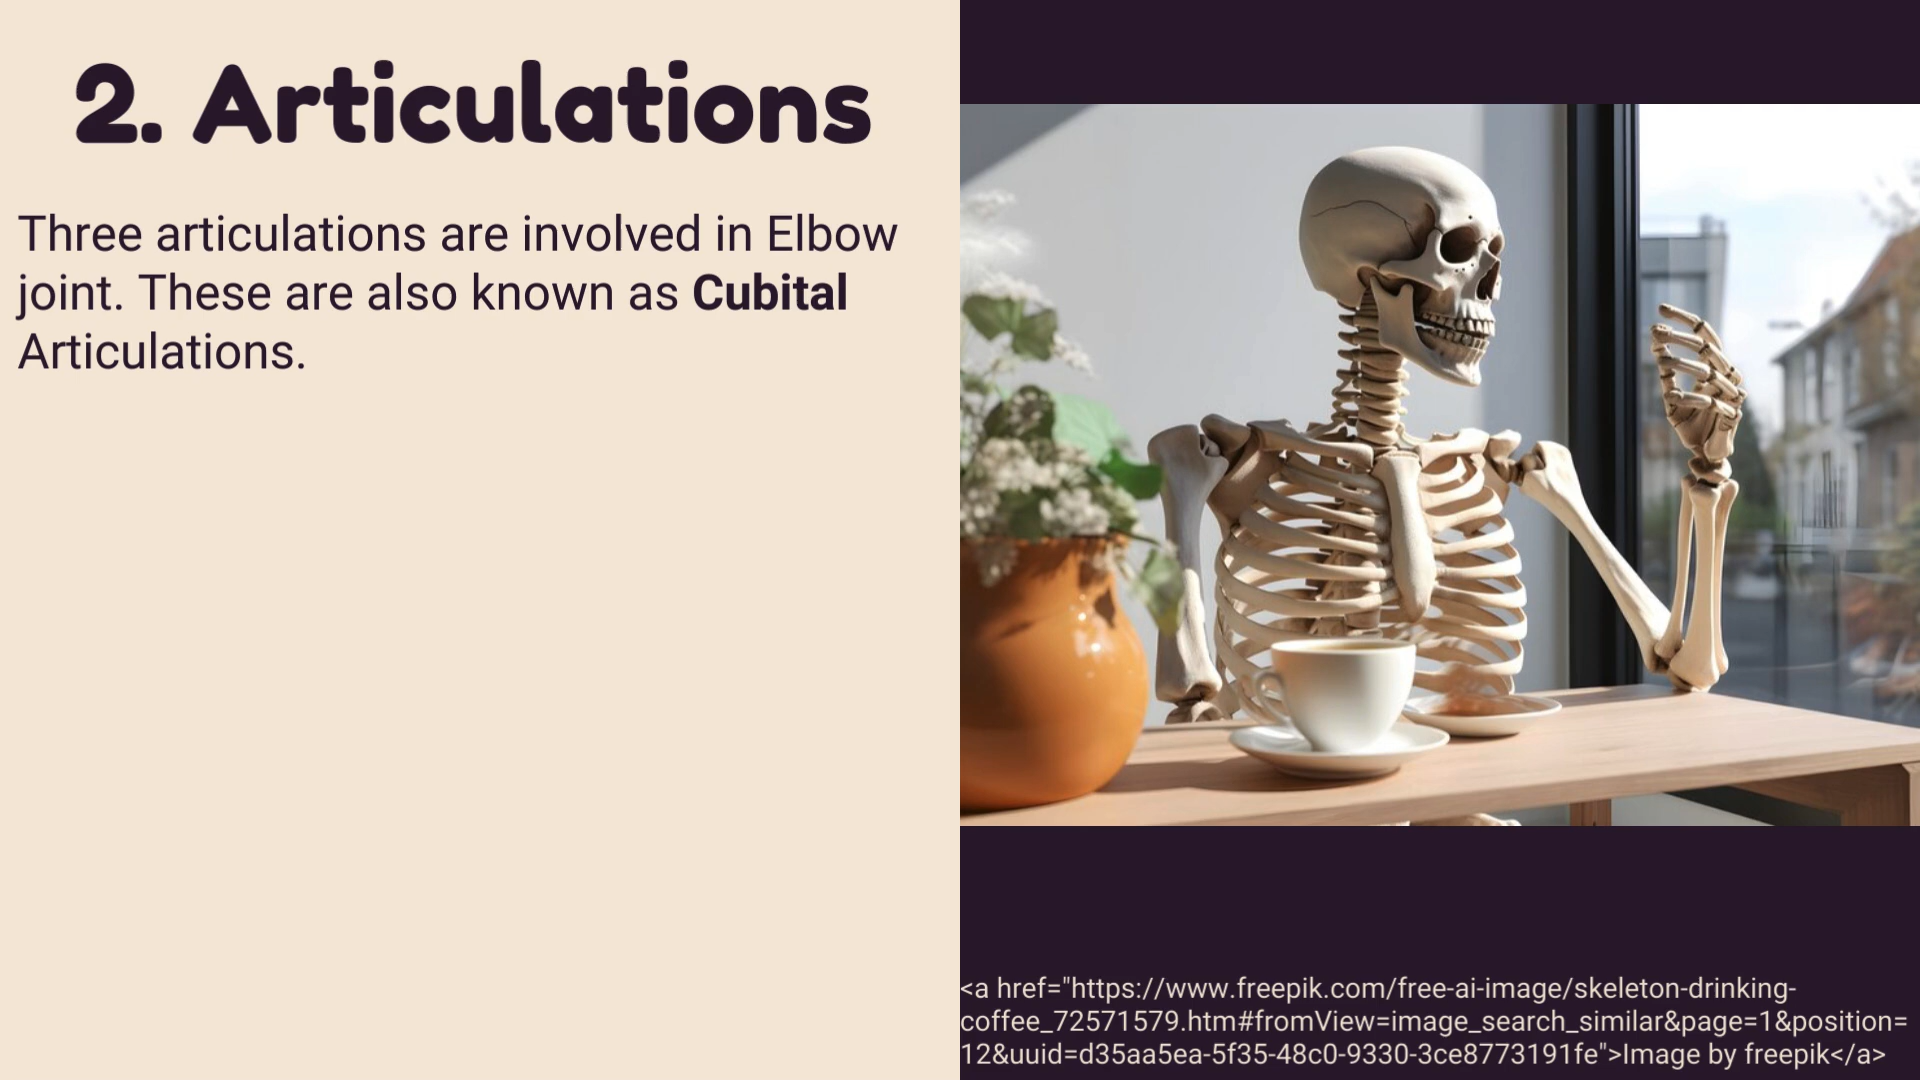 2. Articulations
Three articulations are involved in Elbow
joint. These are also known as Cubital
Articulations.
<a href="https://www.freepik.com/free-ai-image/skeleton-drinking-
coffee_72571579.htm#fromView=image_search_similar&page=1&position=
12&uuid=d35aa5ea-5f35-48c0-9330-3ce8773191fe">Image by freepik</a>